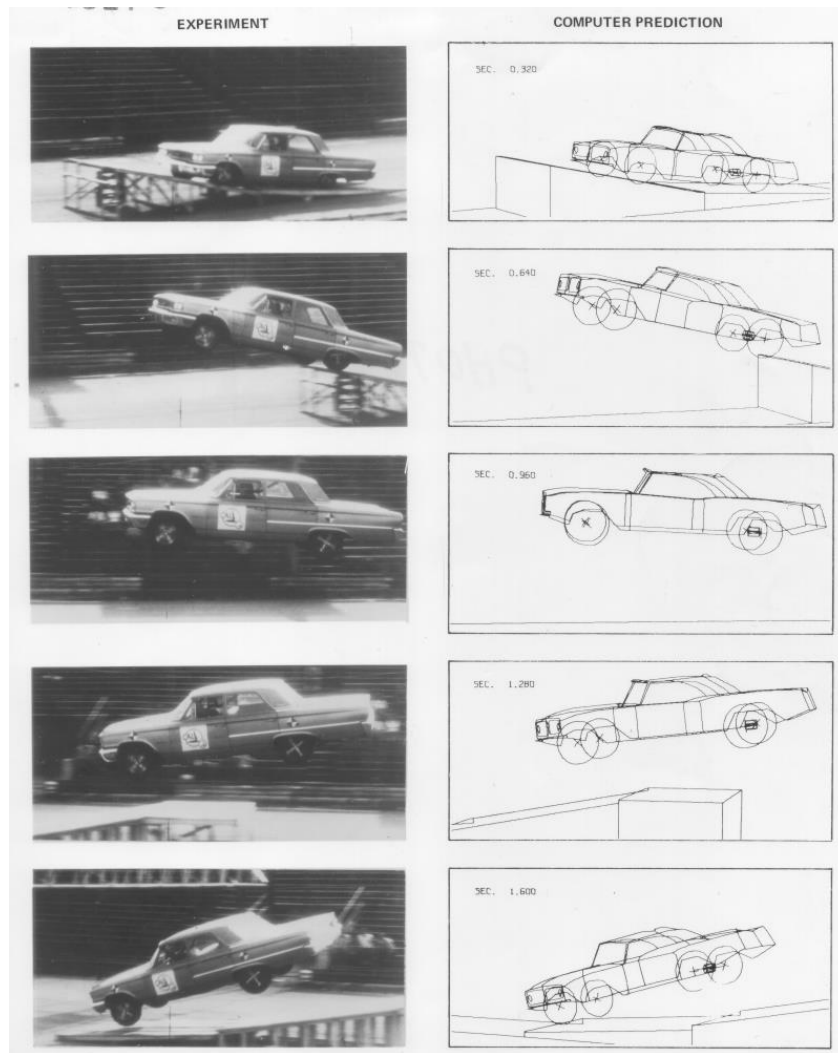 EXPERIMENT
COMPUTER PREDICTION
SEC. 0.320
SEC. 0.640
SEC. 0.960
SEC. 1.280
SEC. 1.600